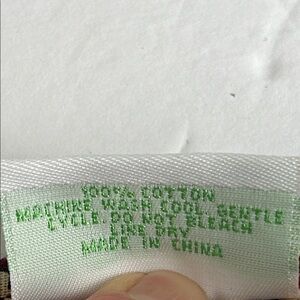 100% COTTON
MACHINE WASH COOL, GENTLE
CYCLE. DO NOT BLEACH
LINE DRY
MADE IN CHINA